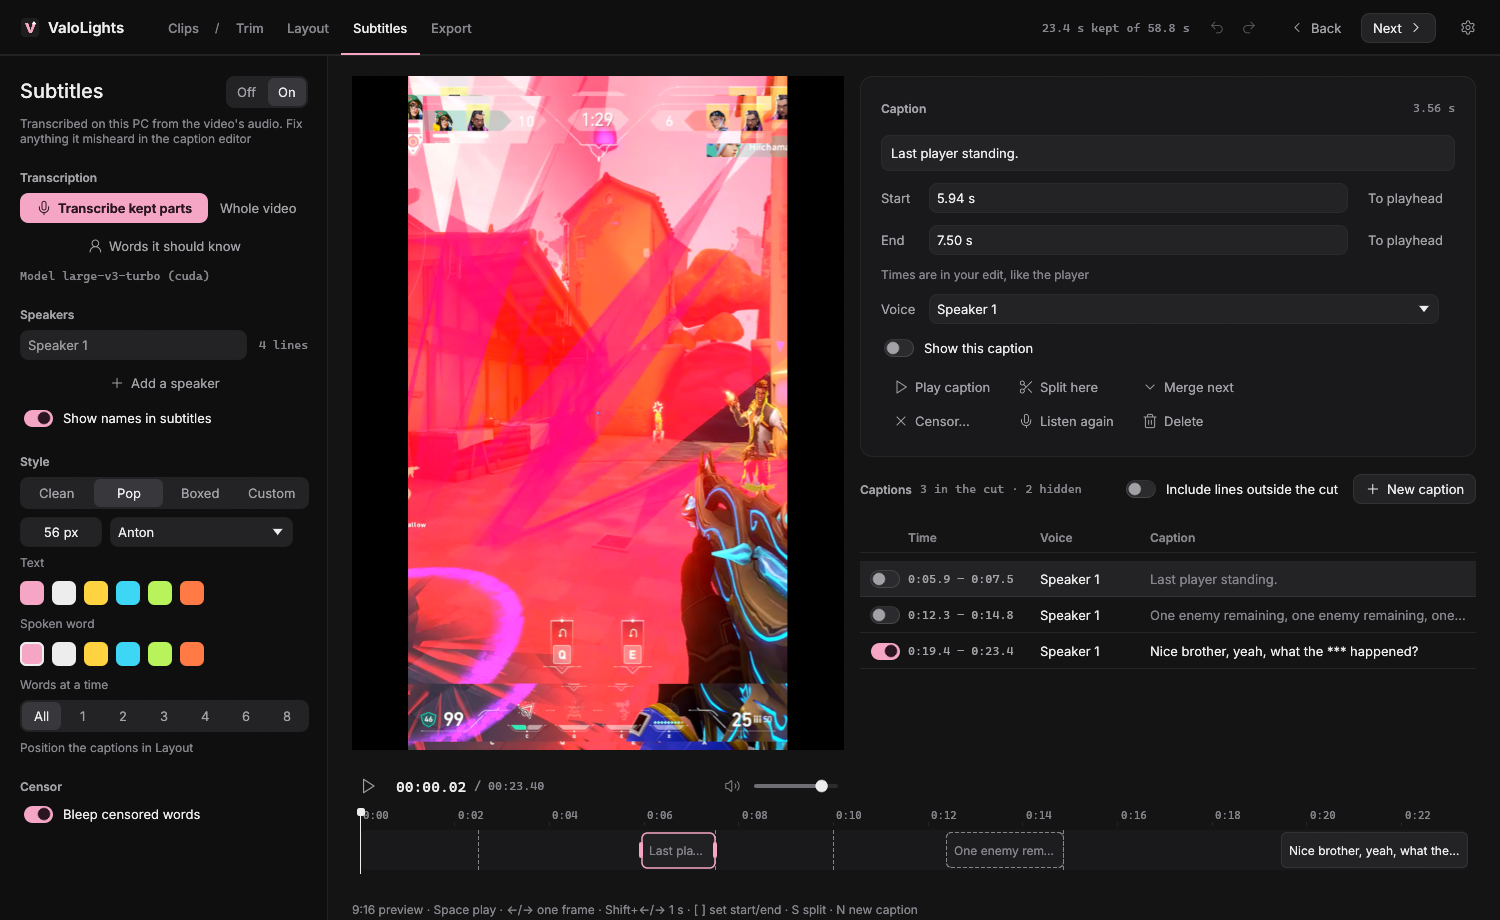 ValoLights
Clips / Trim Layout Subtitles Export
23.4 s kept of 58.8 s
Back
Next
Subtitles
Off On
Transcribed on this PC from the video's audio. Fix
anything it misheard in the caption editor
Transcription
Transcribe kept parts
Whole video
Words it should know
Model large-v3-turbo (cuda)
Speakers
Speaker 1
4 lines
Add a speaker
Show names in subtitles
Style
Clean Pop Boxed Custom
56 px
Anton
Text
Spoken word
Words at a time
All 1 2 3 4 6 8
Position the captions in Layout
Censor
Bleep censored words
10 1:29 6
Hiichama
allow
Q E
46 99
25 50
C Q E
00:00.02 / 00:23.40
0:00 0:02 0:04 0:06 0:08 0:10 0:12 0:14 0:16 0:18 0:20 0:22
Last pla...
One enemy rem...
Nice brother, yeah, what the...
9:16 preview · Space play · ←/→ one frame · Shift+←/→ 1 s · [ ] set start/end · S split · N new caption
Caption
3.56 s
Last player standing.
Start 5.94 s To playhead
End 7.50 s To playhead
Times are in your edit, like the player
Voice Speaker 1
Show this caption
Play caption Split here Merge next
Censor... Listen again Delete
Captions 3 in the cut · 2 hidden
Include lines outside the cut
New caption
Time Voice Caption
0:05.9 – 0:07.5 Speaker 1 Last player standing.
0:12.3 – 0:14.8 Speaker 1 One enemy remaining, one enemy remaining, one...
0:19.4 – 0:23.4 Speaker 1 Nice brother, yeah, what the *** happened?